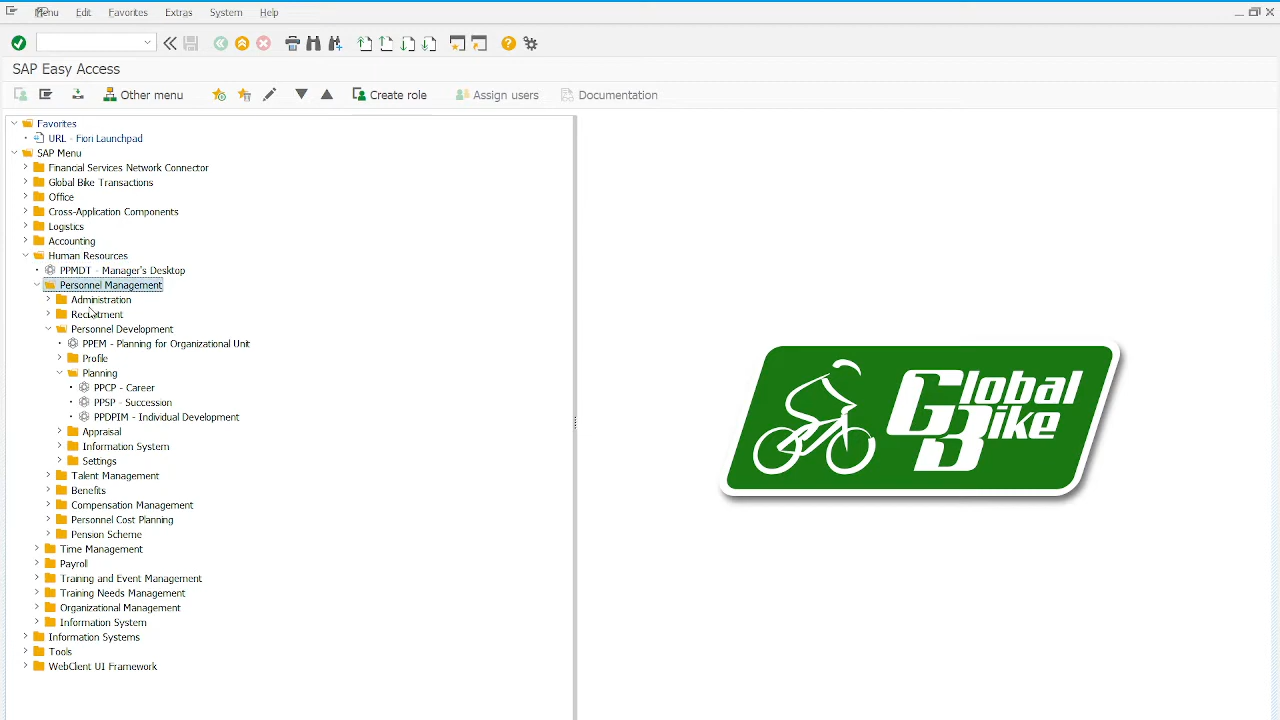 Menu Edit Favorites Extras System Help
SAP Easy Access
Other menu Create role Assign users Documentation
Favorites
URL - Fiori Launchpad
SAP Menu
Financial Services Network Connector
Global Bike Transactions
Office
Cross-Application Components
Logistics
Accounting
Human Resources
PPMDT - Manager's Desktop
Personnel Management
Administration
Recruitment
Personnel Development
PPEM - Planning for Organizational Unit
Profile
Planning
PPCP - Career
PPSP - Succession
PPDPIM - Individual Development
Appraisal
Information System
Settings
Talent Management
Benefits
Compensation Management
Personnel Cost Planning
Pension Scheme
Time Management
Payroll
Training and Event Management
Training Needs Management
Organizational Management
Information System
Information Systems
Tools
WebClient UI Framework
Global
Bike